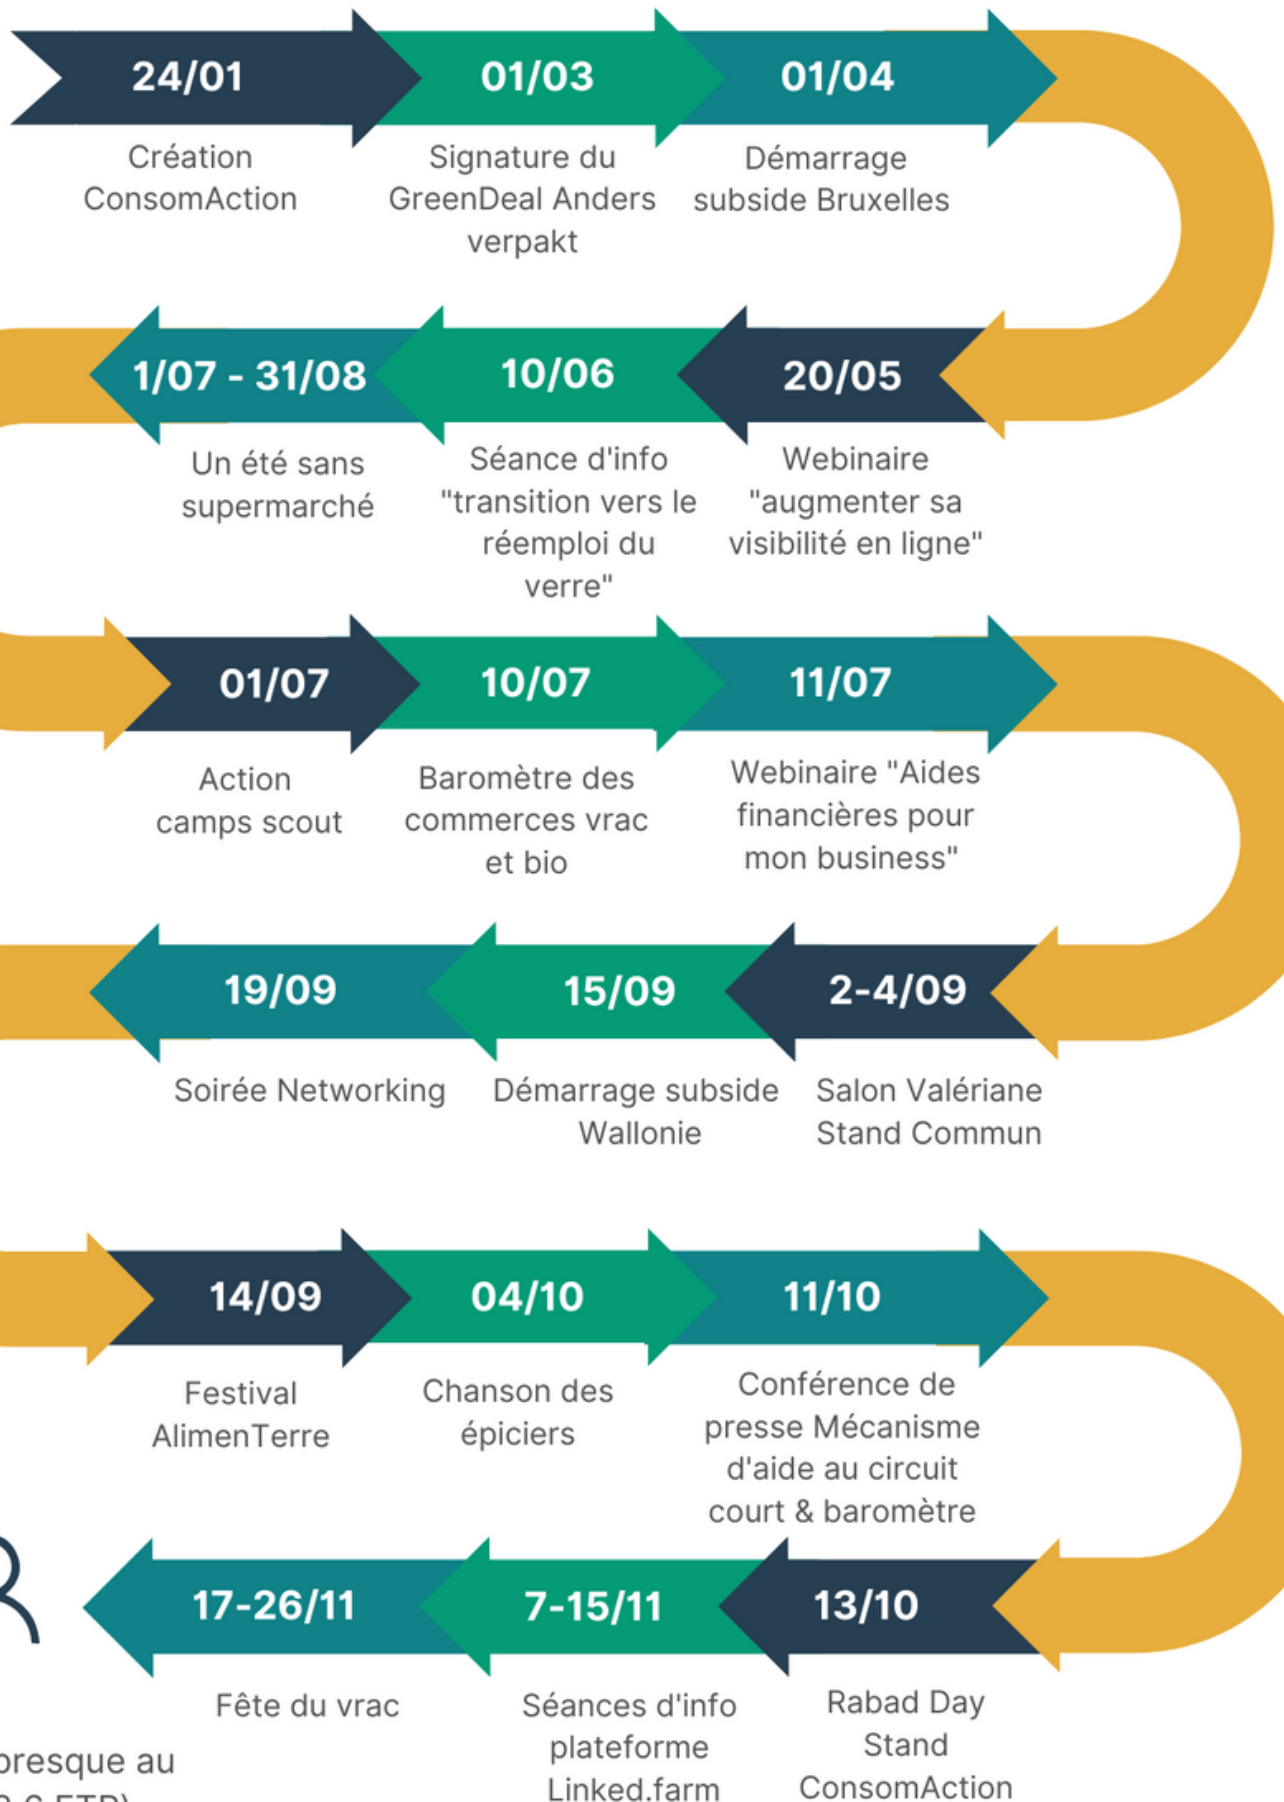 24/01
Création
ConsomAction
01/03
Signature du
GreenDeal Anders
verpakt
01/04
Démarrage
subside Bruxelles
20/05
Webinaire
"augmenter sa
visibilité en ligne"
10/06
Séance d'info
"transition vers le
réemploi du
verre"
1/07 - 31/08
Un été sans
supermarché
01/07
Action
camps scout
10/07
Baromètre des
commerces vrac
et bio
11/07
Webinaire "Aides
financières pour
mon business"
2-4/09
Salon Valériane
Stand Commun
15/09
Démarrage subside
Wallonie
19/09
Soirée Networking
14/09
Festival
AlimenTerre
04/10
Chanson des
épiciers
11/10
Conférence de
presse Mécanisme
d'aide au circuit
court & baromètre
13/10
Rabad Day
Stand
ConsomAction
7-15/11
Séances d'info
plateforme
Linked.farm
17-26/11
Fête du vrac
presque au